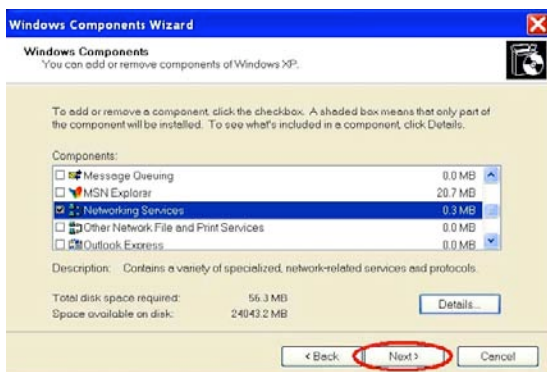 Windows Components Wizard
Windows Components
You can add or remove components of Windows XP.
To add or remove a component, click the checkbox. A shaded box means that only part of
the component will be installed. To see what's included in a component, click Details.
Components:
Message Queuing 0.0 MB
MSN Explorer 20.7 MB
Networking Services 0.3 MB
Other Network File and Print Services 0.0 MB
Outlook Express 0.0 MB
Description: Contains a variety of specialized, network-related services and protocols.
Total disk space required: 56.3 MB
Space available on disk: 24043.2 MB
Details...
< Back Next > Cancel